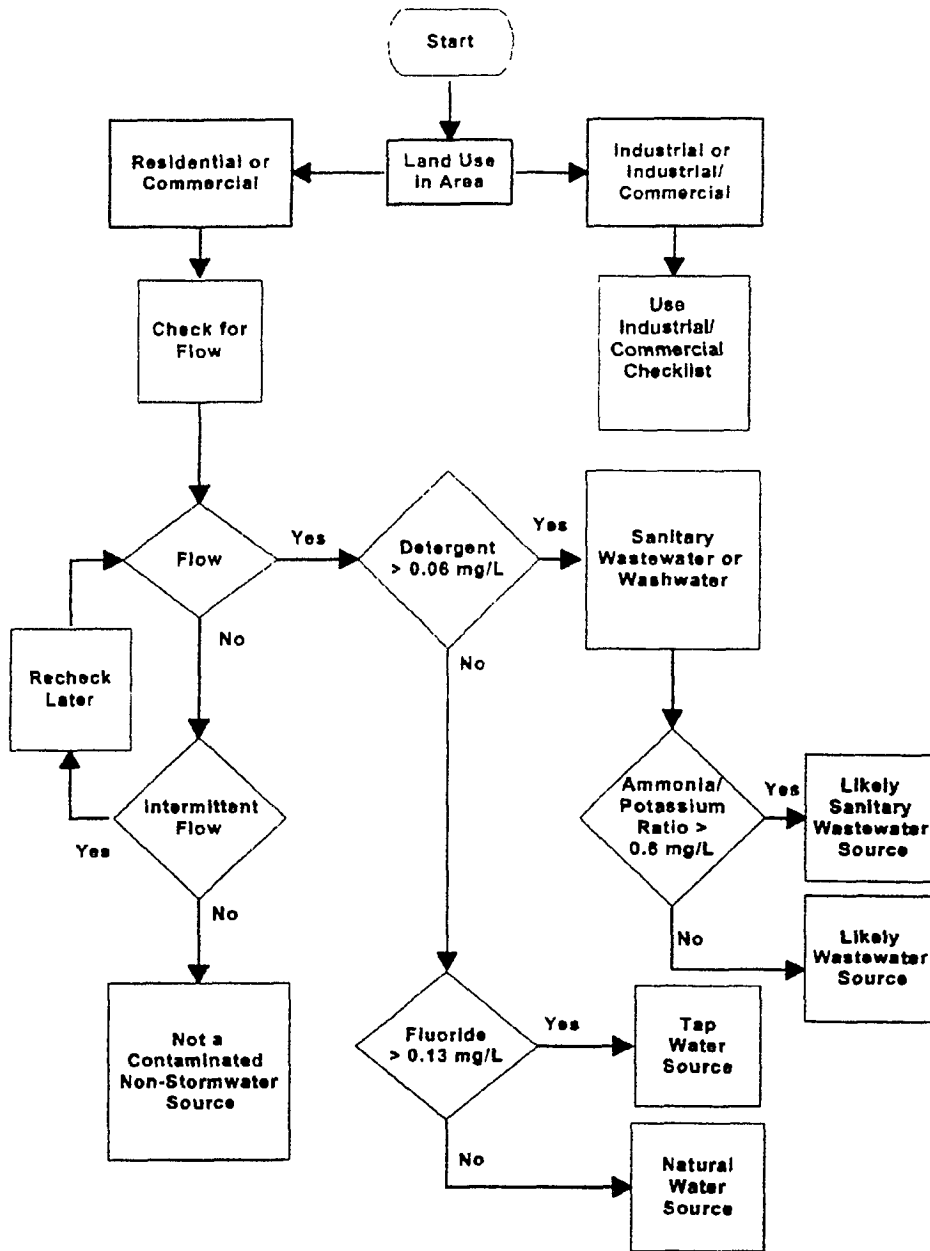 Start
Residential or
Commercial
Land Use
in Area
Industrial or
Industrial/
Commercial
Check for
Flow
Use
Industrial/
Commercial
Checklist
Flow
Yes
Detergent
> 0.06 mg/L
Yes
Sanitary
Wastewater or
Washwater
No
No
Recheck
Later
Intermittent
Flow
Yes
No
Ammonia/
Potassium
Ratio >
0.6 mg/L
Yes
Likely
Sanitary
Wastewater
Source
No
Likely
Wastewater
Source
Not a
Contaminated
Non-Stormwater
Source
Fluoride
> 0.13 mg/L
Yes
Tap
Water
Source
No
Natural
Water
Source